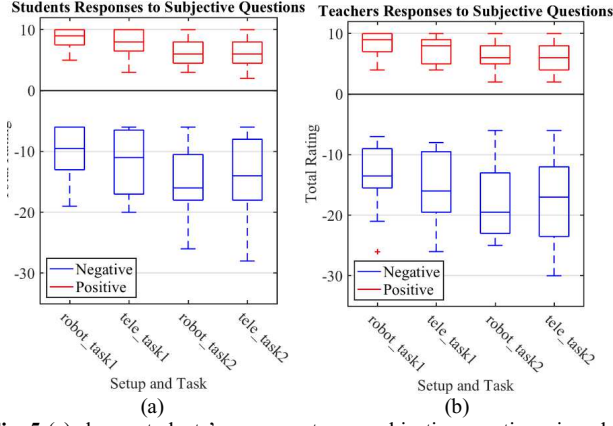 Students Responses to Subjective Questions
10
0
-10
-20
-30
Negative
Positive
robot_task1
tele_task1
robot_task2
tele_task2
Setup and Task
(a)
Teachers Responses to Subjective Questions
Total Rating
10
0
-10
-20
-30
Negative
Positive
robot_task1
tele_task1
robot_task2
tele_task2
Setup and Task
(b)